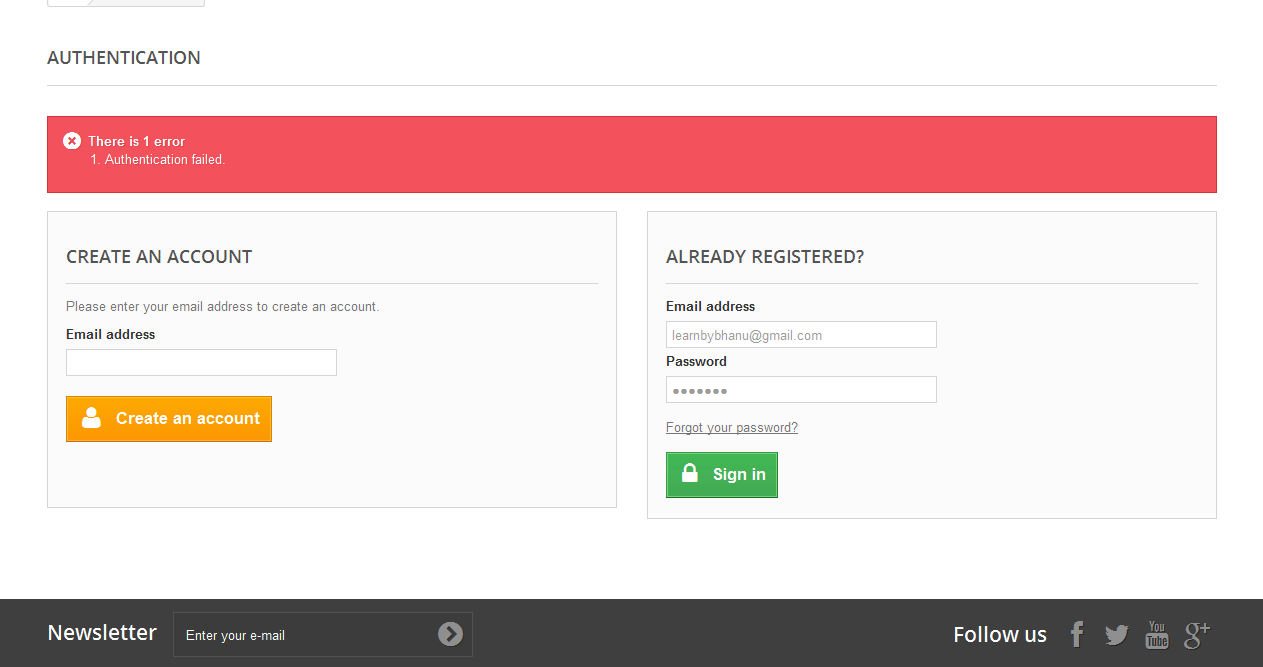 AUTHENTICATION
There is 1 error
1. Authentication failed.
CREATE AN ACCOUNT
Please enter your email address to create an account.
Email address
Create an account
ALREADY REGISTERED?
Email address
learnbybhanu@gmail.com
Password
●●●●●●●
Forgot your password?
Sign in
Newsletter
Enter your e-mail
Follow us
f
You
Tube
g+